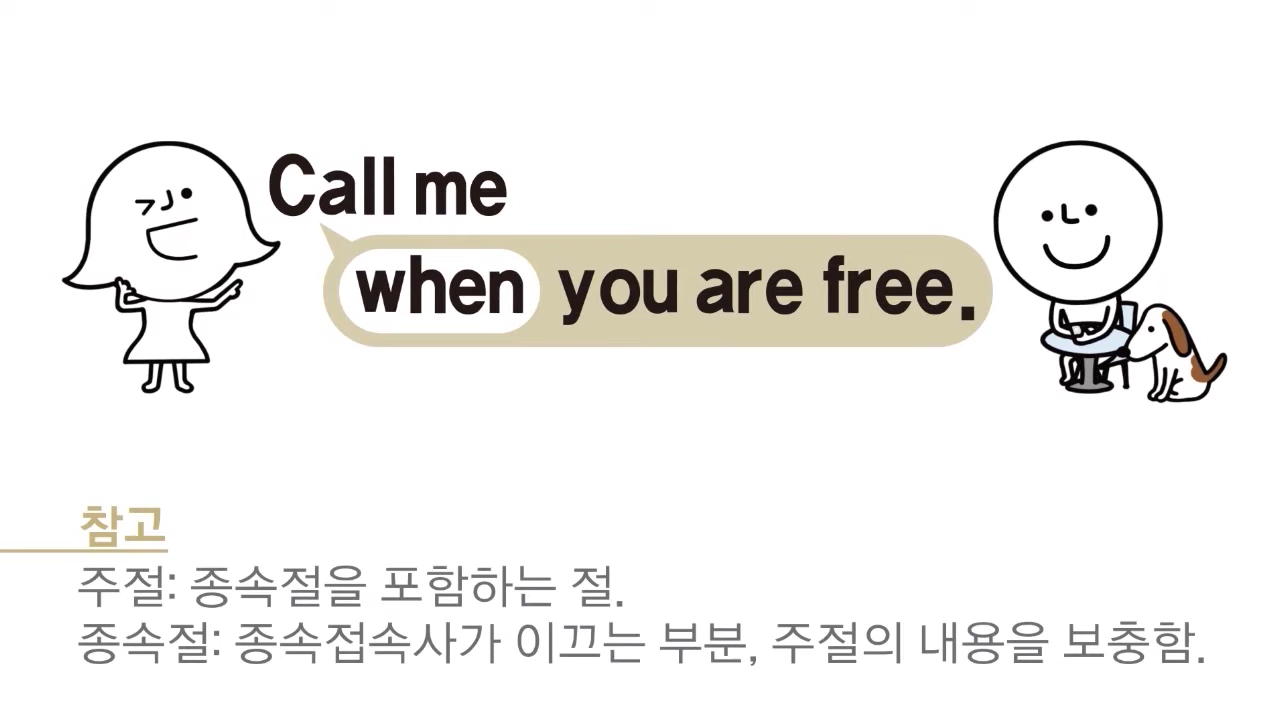 Call me
when you are free.
참고
주절: 종속절을 포함하는 절.
종속절: 종속접속사가 이끄는 부분, 주절의 내용을 보충함.